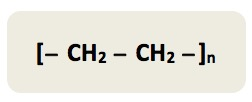 [– CH₂ – CH₂ –]ₙ